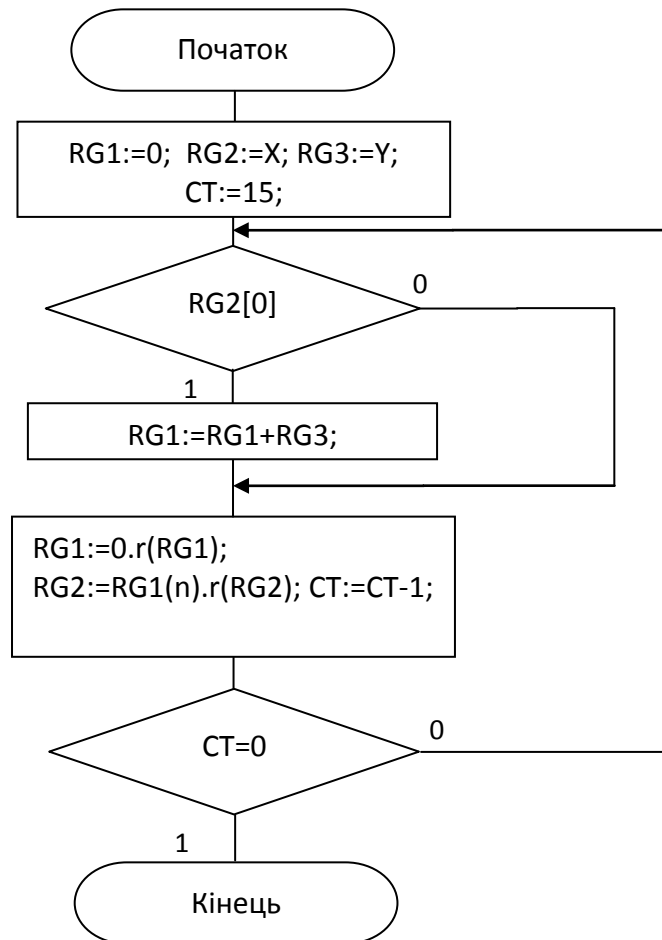 Початок
RG1:=0; RG2:=X; RG3:=Y;
CT:=15;
RG2[0]
0
1
RG1:=RG1+RG3;
RG1:=0.r(RG1);
RG2:=RG1(n).r(RG2); CT:=CT-1;
CT=0
0
1
Кінець